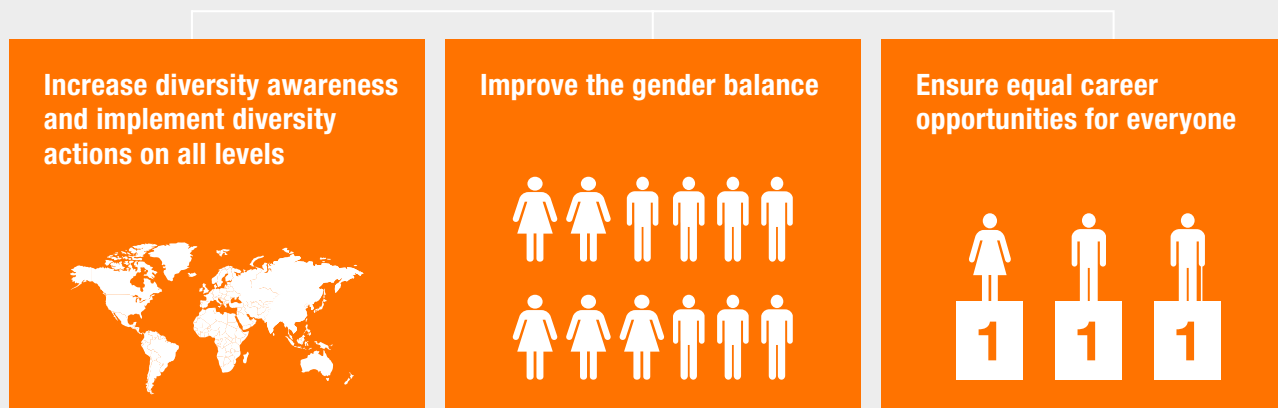 Increase diversity awareness
and implement diversity
actions on all levels
Improve the gender balance
Ensure equal career
opportunities for everyone
1 1 1